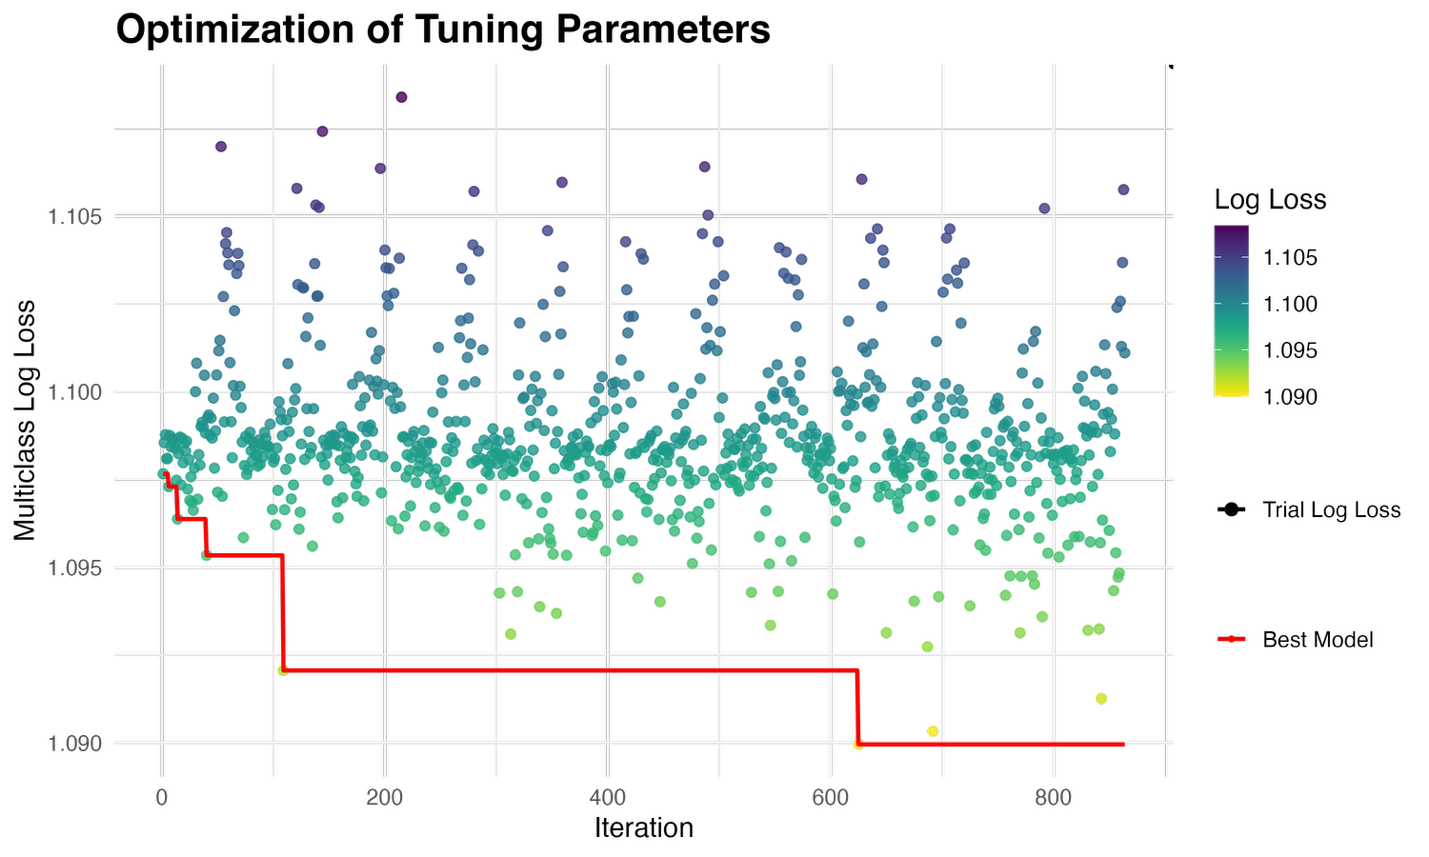 Optimization of Tuning Parameters
Multiclass Log Loss
1.105
1.100
1.095
1.090
0 200 400 600 800
Iteration
Log Loss
1.105
1.100
1.095
1.090
Trial Log Loss
Best Model